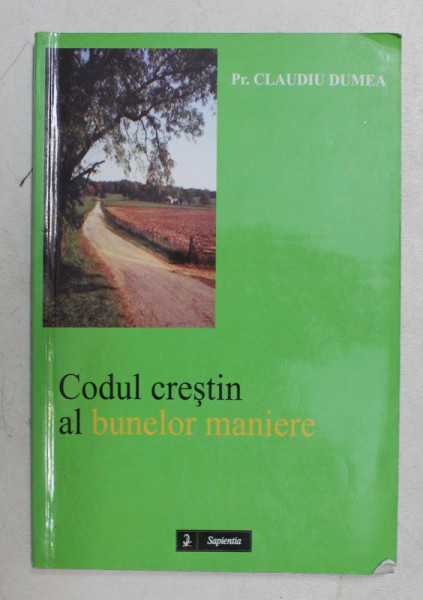 Pr. CLAUDIU DUMEA
Codul creştin
al bunelor maniere
Sapientia